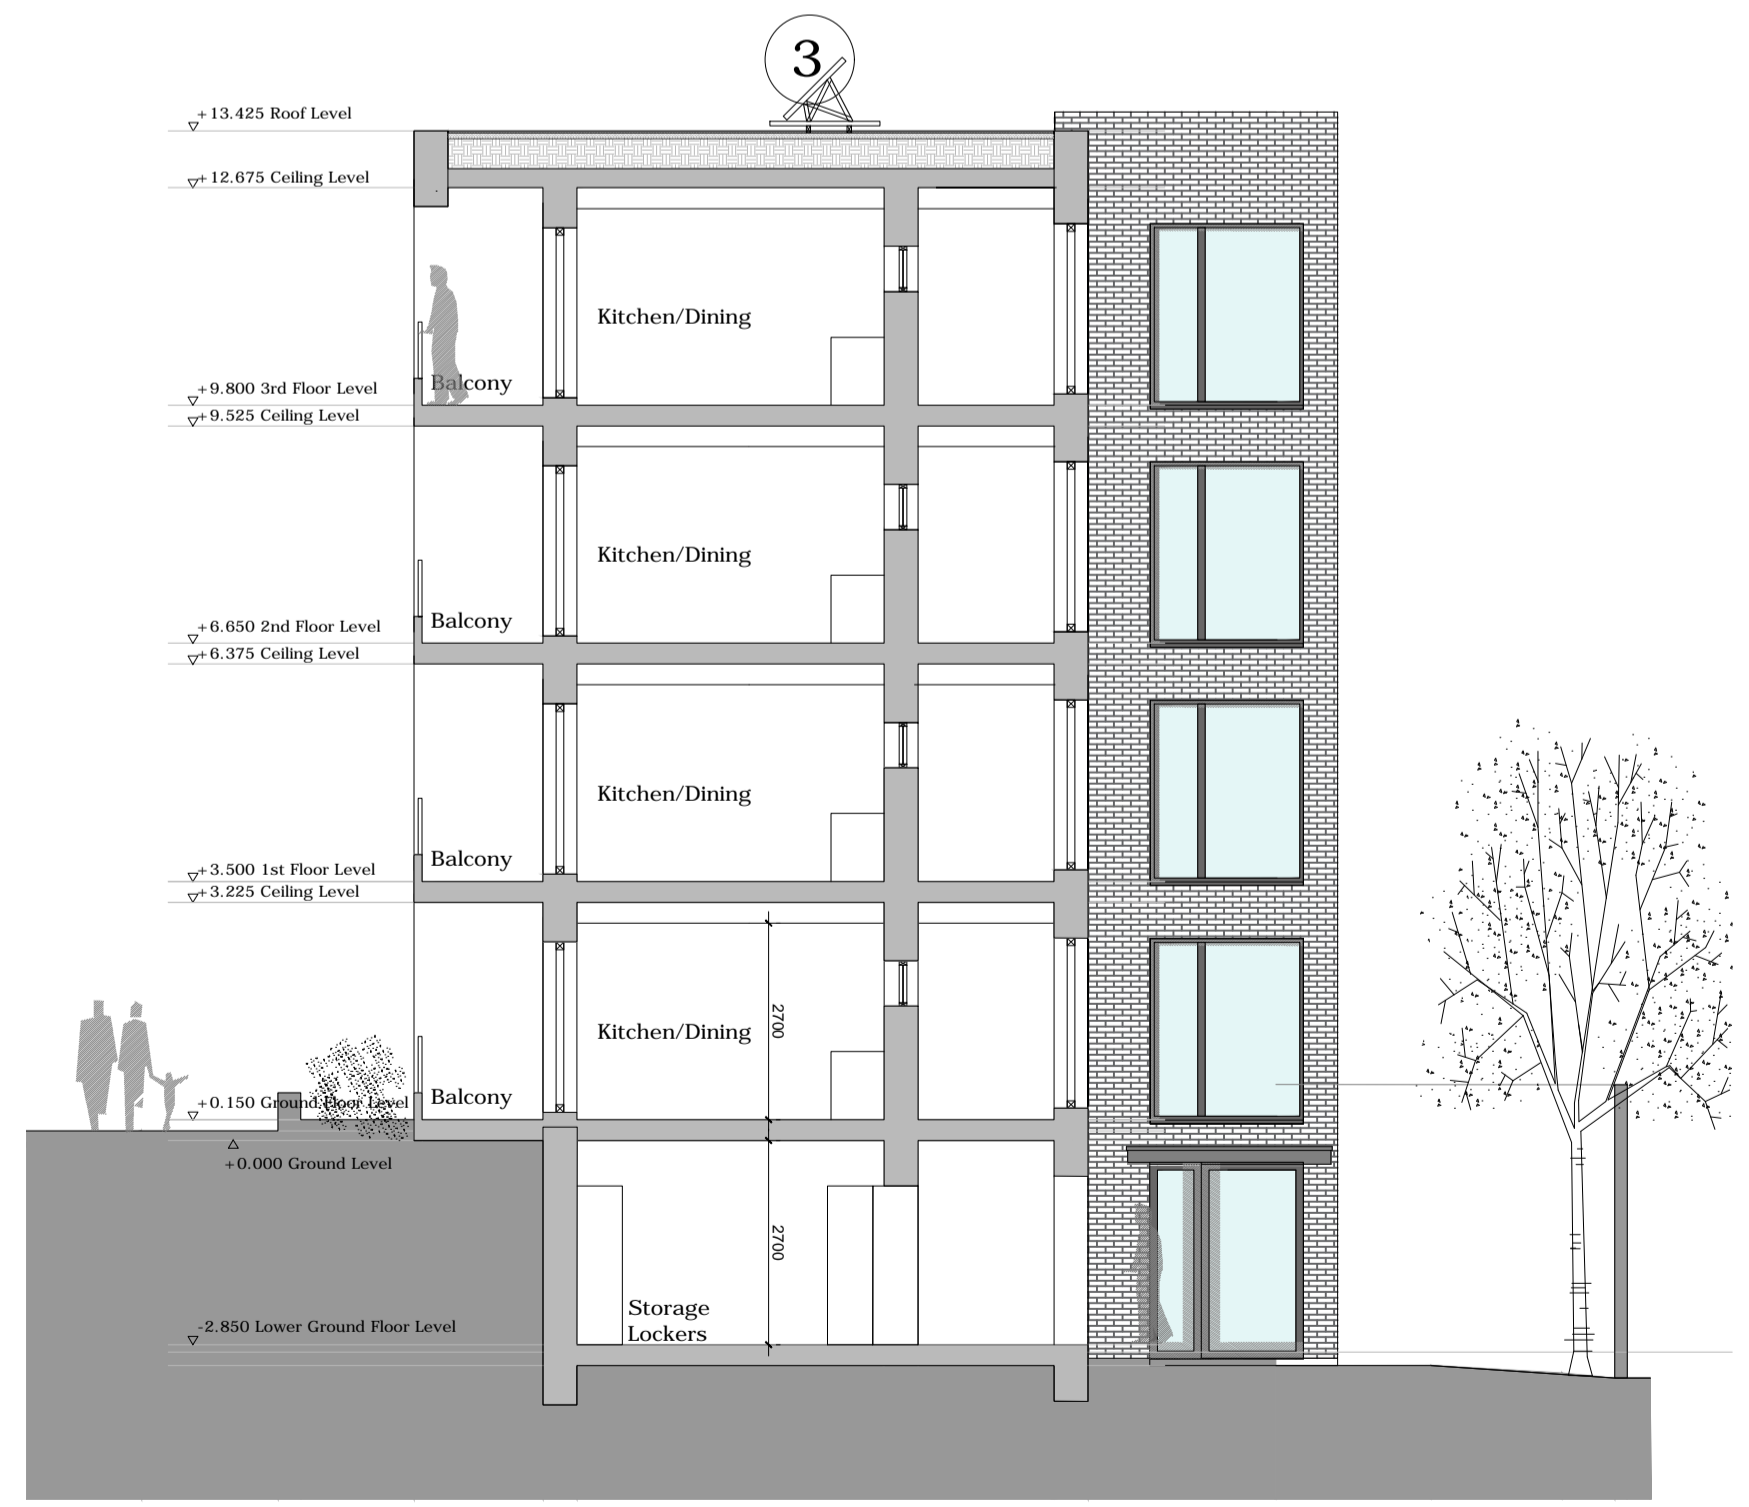 3
+13.425 Roof Level
+12.675 Ceiling Level
Kitchen/Dining
Balcony
+9.800 3rd Floor Level
+9.525 Ceiling Level
Kitchen/Dining
Balcony
+6.650 2nd Floor Level
+6.375 Ceiling Level
Kitchen/Dining
Balcony
+3.500 1st Floor Level
+3.225 Ceiling Level
2700
Kitchen/Dining
Balcony
+0.150 Ground Floor Level
+0.000 Ground Level
2700
Storage
Lockers
-2.850 Lower Ground Floor Level